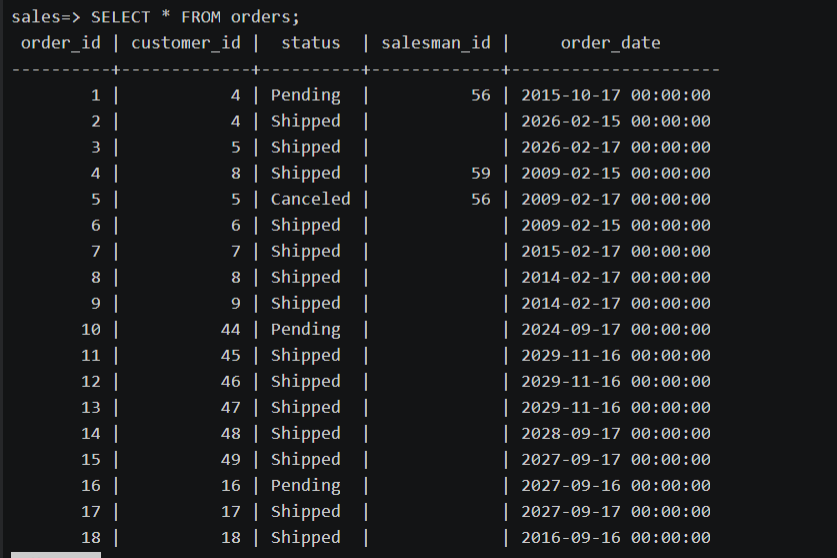 sales=> SELECT * FROM orders;
 order_id | customer_id |  status  | salesman_id |     order_date
----------+-------------+----------+-------------+---------------------
        1 |           4 | Pending  |          56 | 2015-10-17 00:00:00
        2 |           4 | Shipped  |             | 2026-02-15 00:00:00
        3 |           5 | Shipped  |             | 2026-02-17 00:00:00
        4 |           8 | Shipped  |          59 | 2009-02-15 00:00:00
        5 |           5 | Canceled |          56 | 2009-02-17 00:00:00
        6 |           6 | Shipped  |             | 2009-02-15 00:00:00
        7 |           7 | Shipped  |             | 2015-02-17 00:00:00
        8 |           8 | Shipped  |             | 2014-02-17 00:00:00
        9 |           9 | Shipped  |             | 2014-02-17 00:00:00
       10 |          44 | Pending  |             | 2024-09-17 00:00:00
       11 |          45 | Shipped  |             | 2029-11-16 00:00:00
       12 |          46 | Shipped  |             | 2029-11-16 00:00:00
       13 |          47 | Shipped  |             | 2029-11-16 00:00:00
       14 |          48 | Shipped  |             | 2028-09-17 00:00:00
       15 |          49 | Shipped  |             | 2027-09-17 00:00:00
       16 |          16 | Pending  |             | 2027-09-16 00:00:00
       17 |          17 | Shipped  |             | 2027-09-17 00:00:00
       18 |          18 | Shipped  |             | 2016-09-16 00:00:00